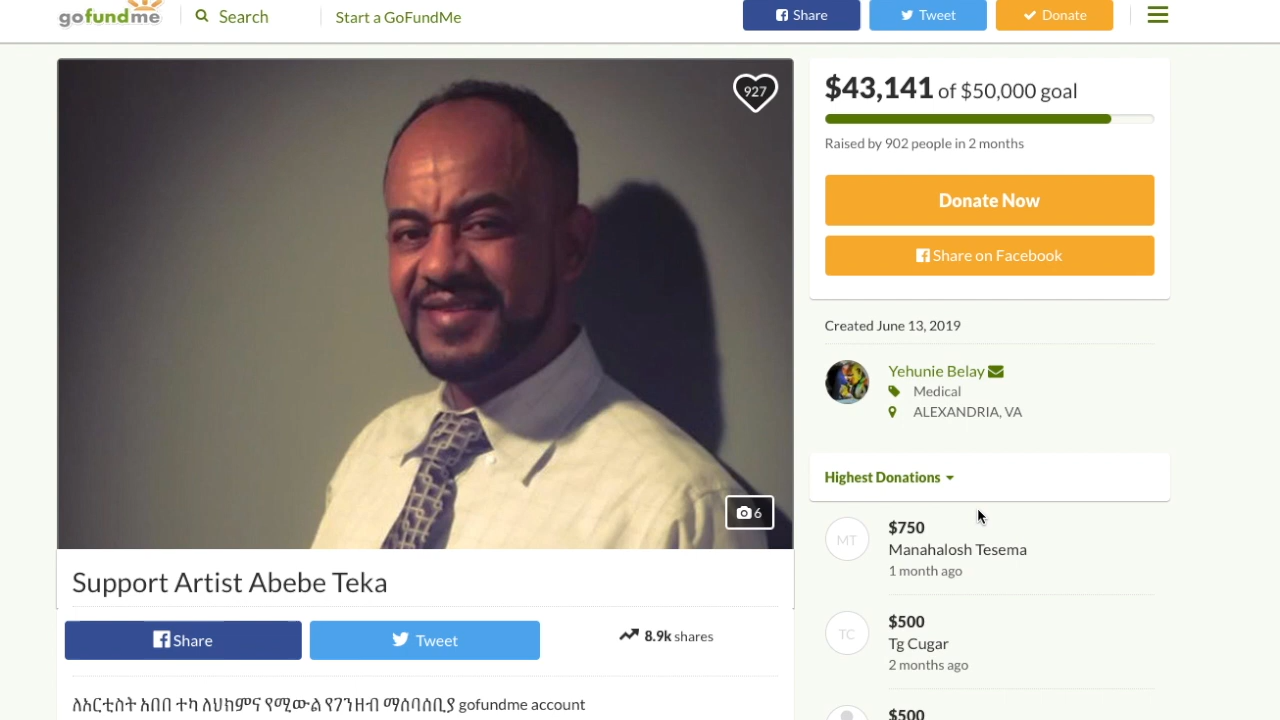 gofundme
Search
Start a GoFundMe
Share
Tweet
Donate
927
6
$43,141 of $50,000 goal
Raised by 902 people in 2 months
Donate Now
Share on Facebook
Created June 13, 2019
Yehunie Belay
Medical
ALEXANDRIA, VA
Highest Donations
MT
$750
Manahalosh Tesema
1 month ago
TC
$500
Tg Cugar
2 months ago
$500
Support Artist Abebe Teka
Share
Tweet
8.9k shares
ለአርቲስት አበበ ተካ ለህክምና የሚውል የገንዘብ ማሰባሰቢያ gofundme account